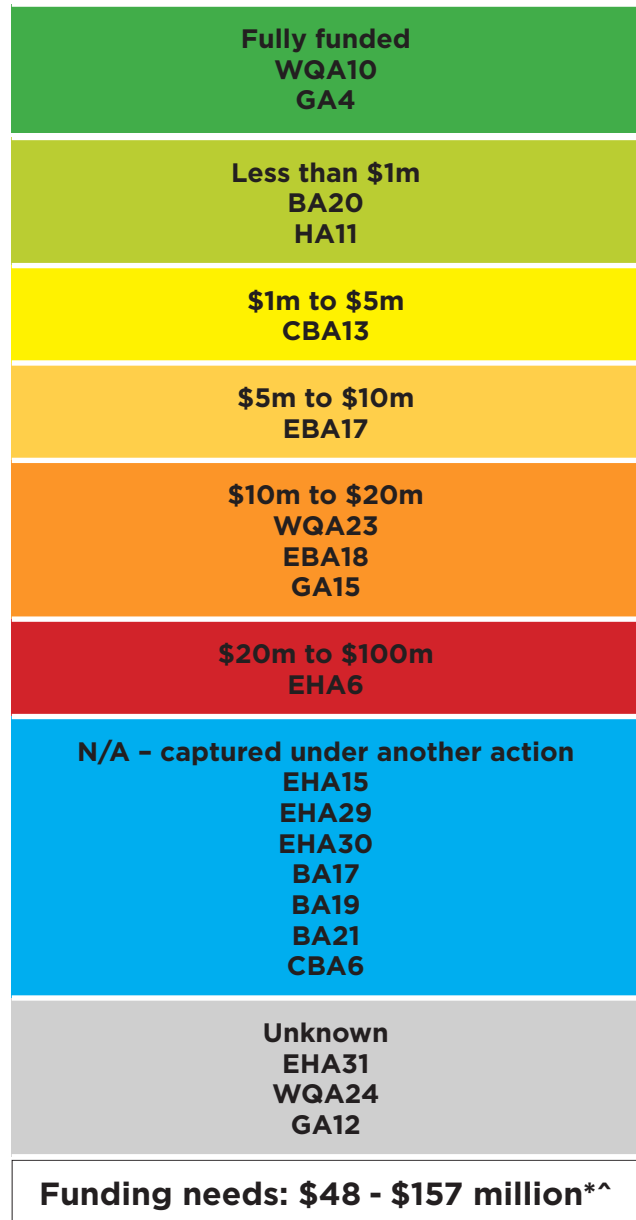 Fully funded
WQA10
GA4
Less than $1m
BA20
HA11
$1m to $5m
CBA13
$5m to $10m
EBA17
$10m to $20m
WQA23
EBA18
GA15
$20m to $100m
EHA6
N/A – captured under another action
EHA15
EHA29
EHA30
BA17
BA19
BA21
CBA6
Unknown
EHA31
WQA24
GA12
Funding needs: $48 - $157 million*^